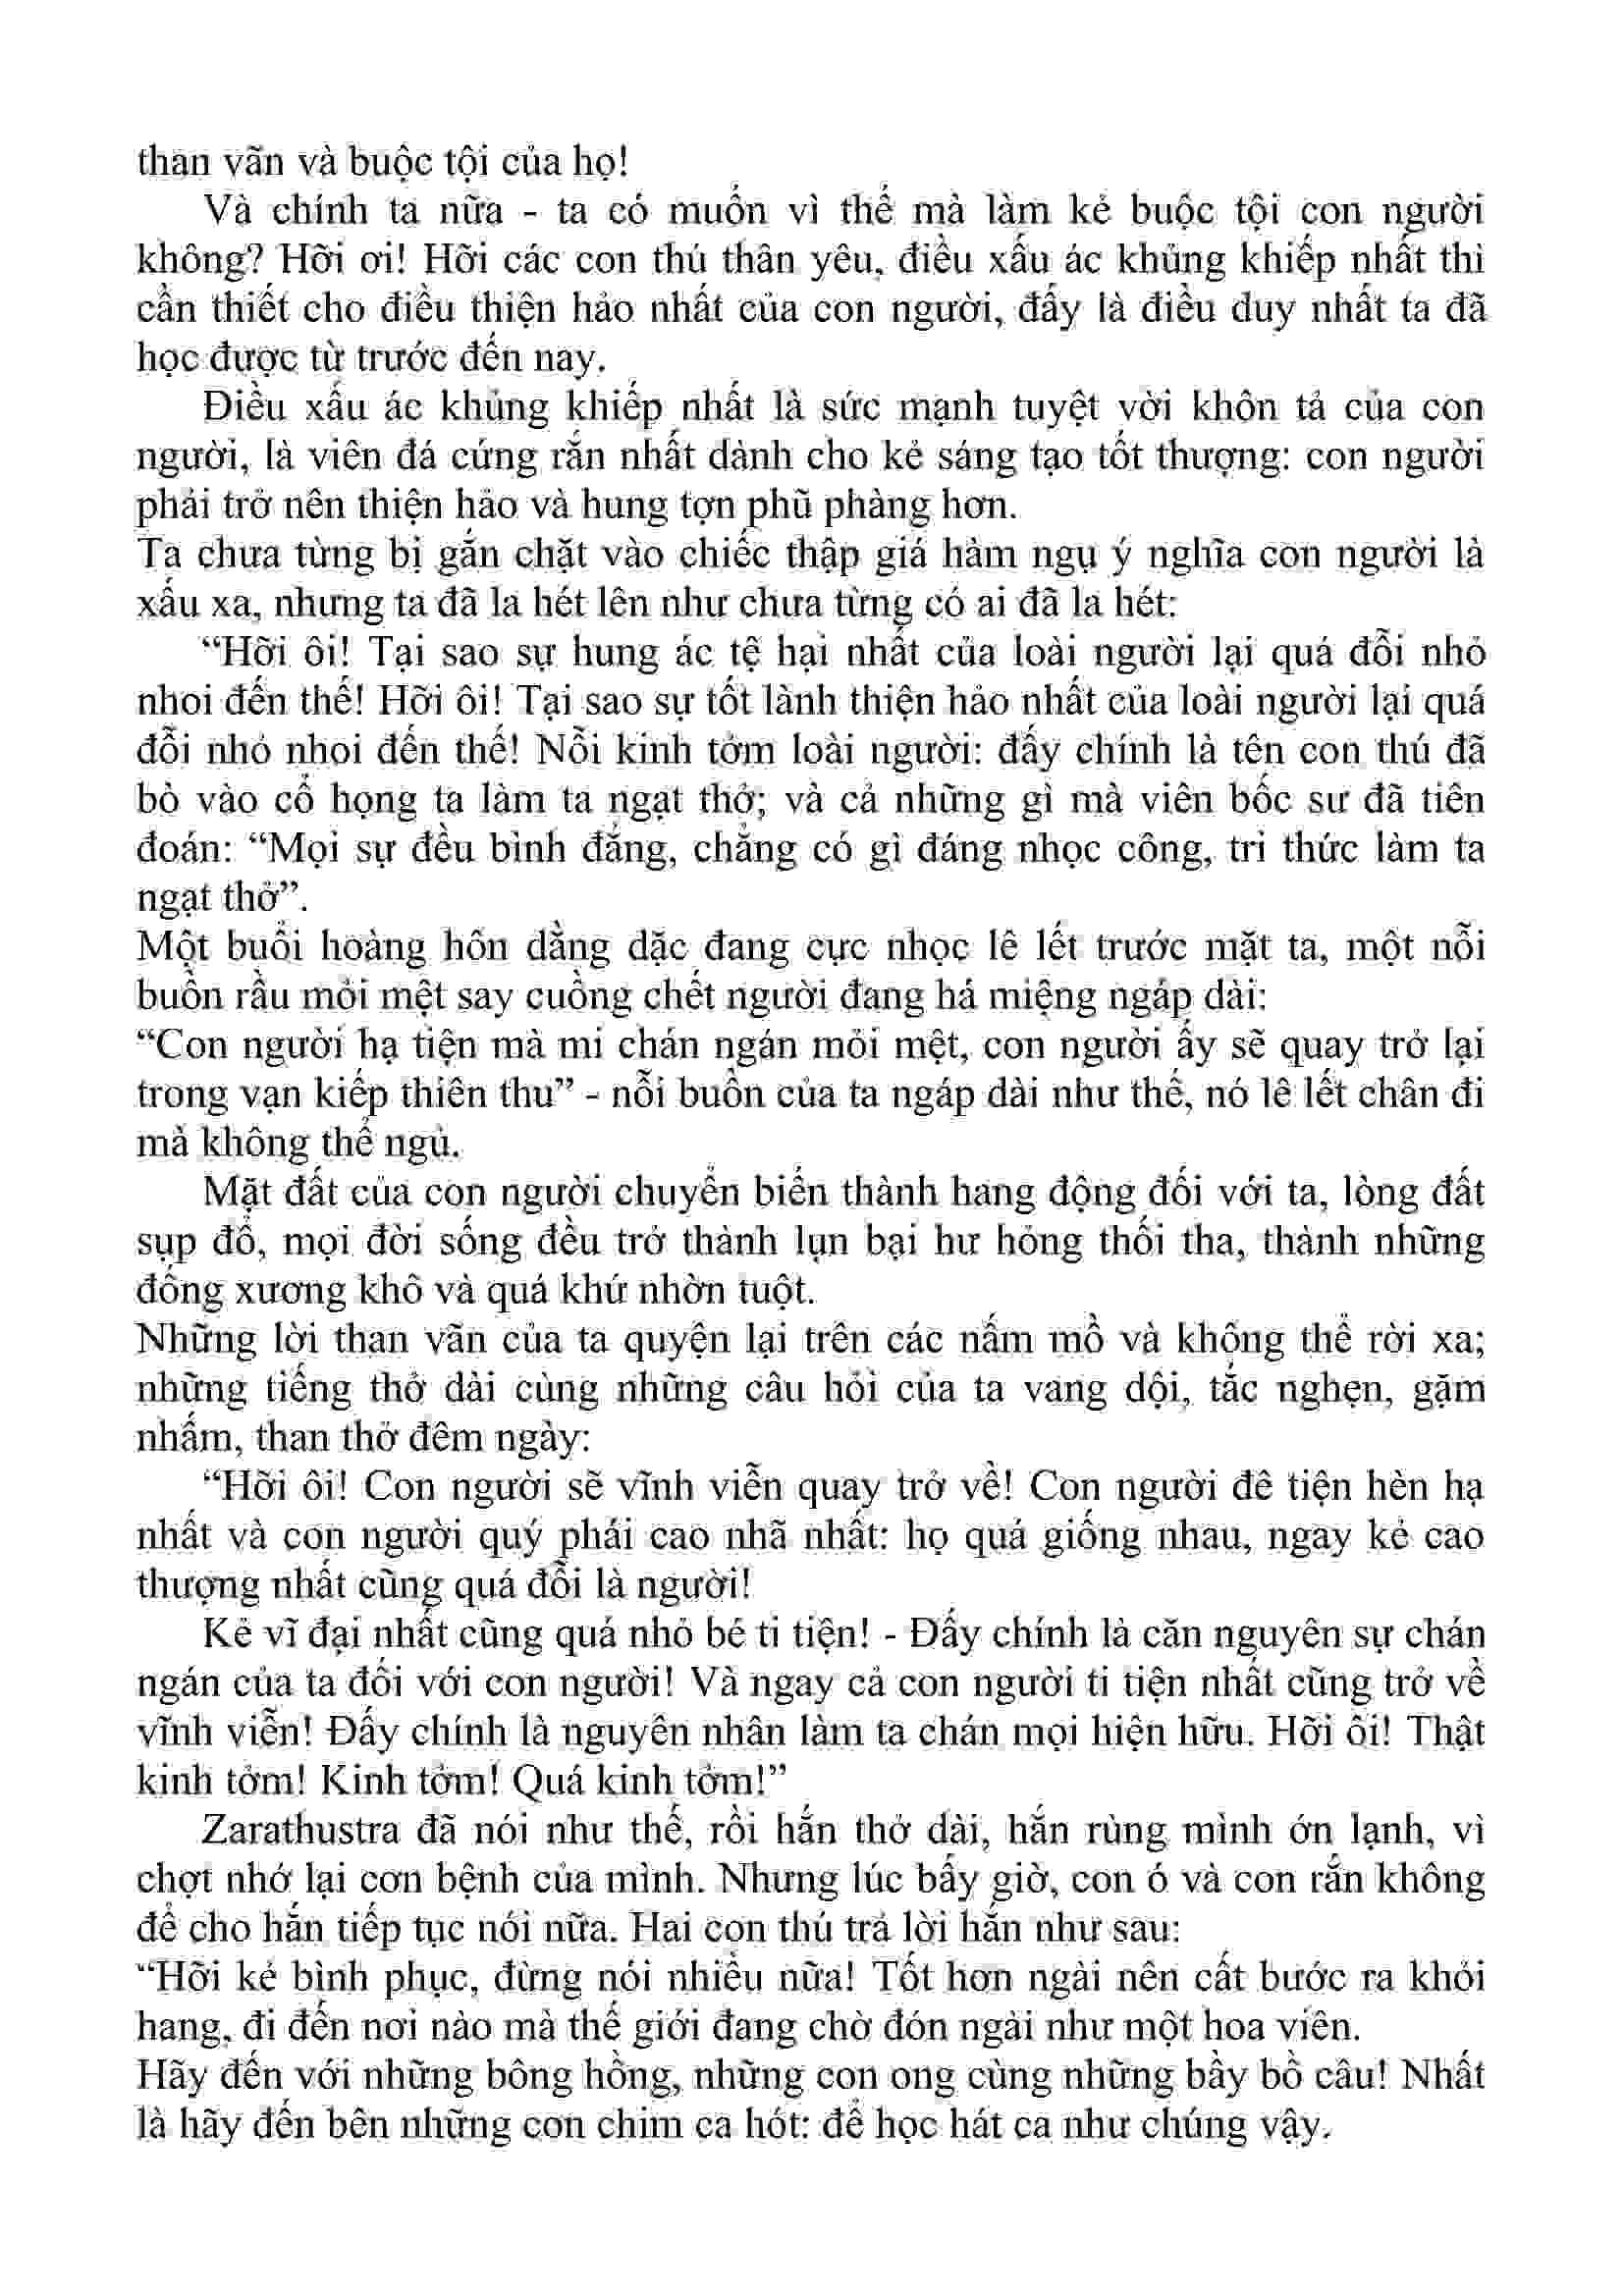 than vãn và buộc tội của họ!
Và chính ta nữa - ta có muốn vì thế mà làm kẻ buộc tội con người
không? Hỡi ơi! Hỡi các con thú thân yêu, điều xấu ác khủng khiếp nhất thì
cần thiết cho điều thiện hảo nhất của con người, đấy là điều duy nhất ta đã
học được từ trước đến nay.
Điều xấu ác khủng khiếp nhất là sức mạnh tuyệt vời khôn tả của con
người, là viên đá cứng rắn nhất dành cho kẻ sáng tạo tốt thượng: con người
phải trở nên thiện hảo và hung tợn phũ phàng hơn.
Ta chưa từng bị gắn chặt vào chiếc thập giá hàm ngụ ý nghĩa con người là
xấu xa, nhưng ta đã la hét lên như chưa từng có ai đã la hét:
“Hỡi ôi! Tại sao sự hung ác tệ hại nhất của loài người lại quá đỗi nhỏ
nhoi đến thế! Hỡi ôi! Tại sao sự tốt lành thiện hảo nhất của loài người lại quá
đỗi nhỏ nhoi đến thế! Nỗi kinh tởm loài người: đấy chính là tên con thú đã
bò vào cổ họng ta làm ta ngạt thở; và cả những gì mà viên bốc sư đã tiên
đoán: “Mọi sự đều bình đẳng, chẳng có gì đáng nhọc công, tri thức làm ta
ngạt thở”.
Một buổi hoàng hôn dằng dặc đang cực nhọc lê lết trước mặt ta, một nỗi
buồn rầu mỏi mệt say cuồng chết người đang há miệng ngáp dài:
“Con người hạ tiện mà mi chán ngán mỏi mệt, con người ấy sẽ quay trở lại
trong vạn kiếp thiên thu” - nỗi buồn của ta ngáp dài như thế, nó lê lết chân đi
mà không thể ngủ.
Mặt đất của con người chuyển biến thành hang động đối với ta, lòng đất
sụp đổ, mọi đời sống đều trở thành lụn bại hư hỏng thối tha, thành những
đống xương khô và quá khứ nhờn tuột.
Những lời than vãn của ta quyện lại trên các nấm mồ và không thể rời xa;
những tiếng thở dài cùng những câu hỏi của ta vang dội, tắc nghẹn, gặm
nhấm, than thở đêm ngày:
“Hỡi ôi! Con người sẽ vĩnh viễn quay trở về! Con người đê tiện hèn hạ
nhất và con người quý phái cao nhã nhất: họ quá giống nhau, ngay kẻ cao
thượng nhất cũng quá đỗi là người!
Kẻ vĩ đại nhất cũng quá nhỏ bé ti tiện! - Đấy chính là căn nguyên sự chán
ngán của ta đối với con người! Và ngay cả con người ti tiện nhất cũng trở về
vĩnh viễn! Đấy chính là nguyên nhân làm ta chán mọi hiện hữu. Hỡi ôi! Thật
kinh tởm! Kinh tởm! Quá kinh tởm!”
Zarathustra đã nói như thế, rồi hắn thở dài, hắn rùng mình ớn lạnh, vì
chợt nhớ lại cơn bệnh của mình. Nhưng lúc bấy giờ, con ó và con rắn không
để cho hắn tiếp tục nói nữa. Hai con thú trả lời hắn như sau:
“Hỡi kẻ bình phục, đừng nói nhiều nữa! Tốt hơn ngài nên cất bước ra khỏi
hang, đi đến nơi nào mà thế giới đang chờ đón ngài như một hoa viên.
Hãy đến với những bông hồng, những con ong cùng những bầy bồ câu! Nhất
là hãy đến bên những con chim ca hót: để học hát ca như chúng vậy.